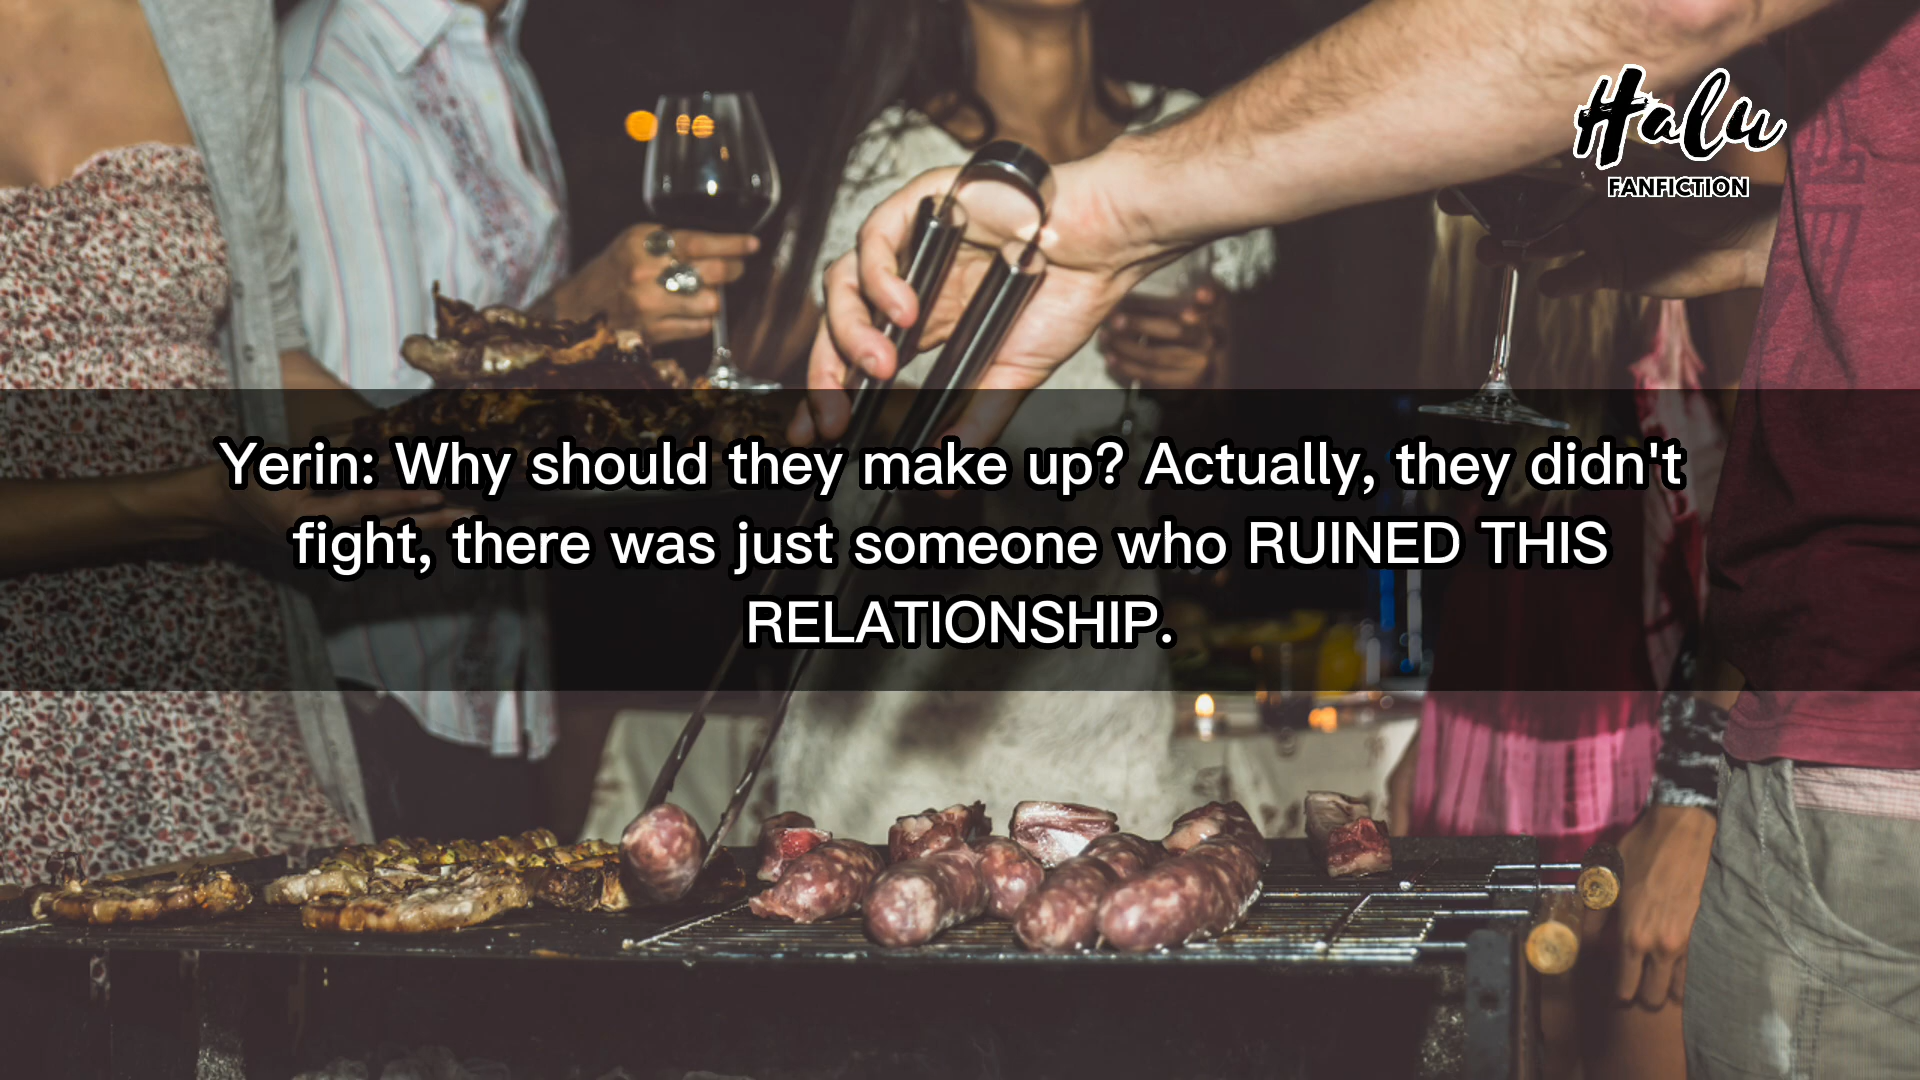 Halu
FANFICTION
Yerin: Why should they make up? Actually, they didn't
fight, there was just someone who RUINED THIS
RELATIONSHIP.